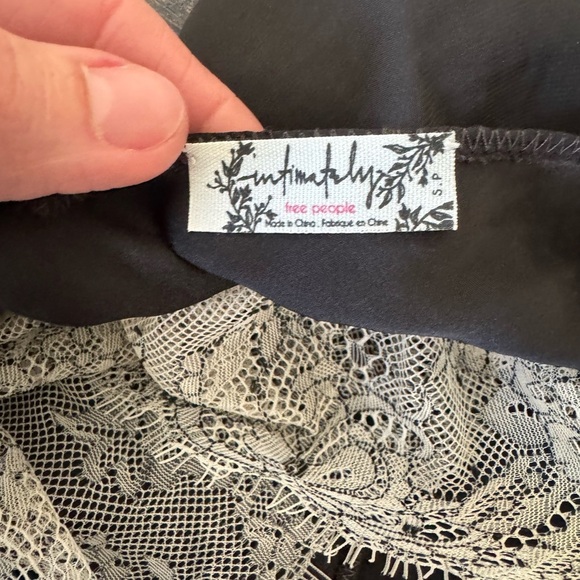 intimately
free people
Made in China . Fabriqué en Chine
S.P